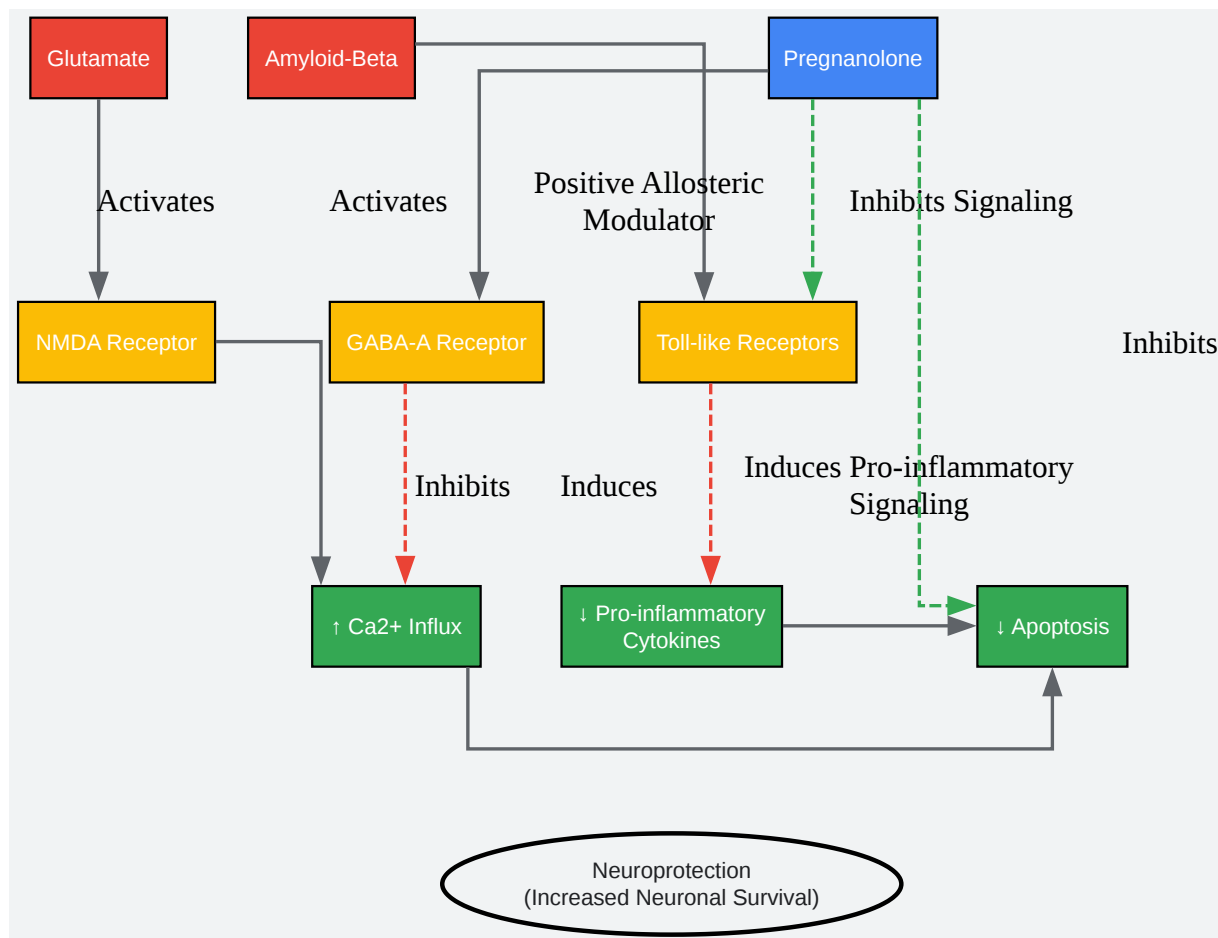 Glutamate
Amyloid-Beta
Pregnanolone
Activates
Activates
Positive Allosteric
Modulator
Inhibits Signaling
NMDA Receptor
GABA-A Receptor
Toll-like Receptors
Inhibits
Inhibits
Induces
Induces Pro-inflammatory
Signaling
↑ Ca2+ Influx
↓ Pro-inflammatory
Cytokines
↓ Apoptosis
Neuroprotection
(Increased Neuronal Survival)